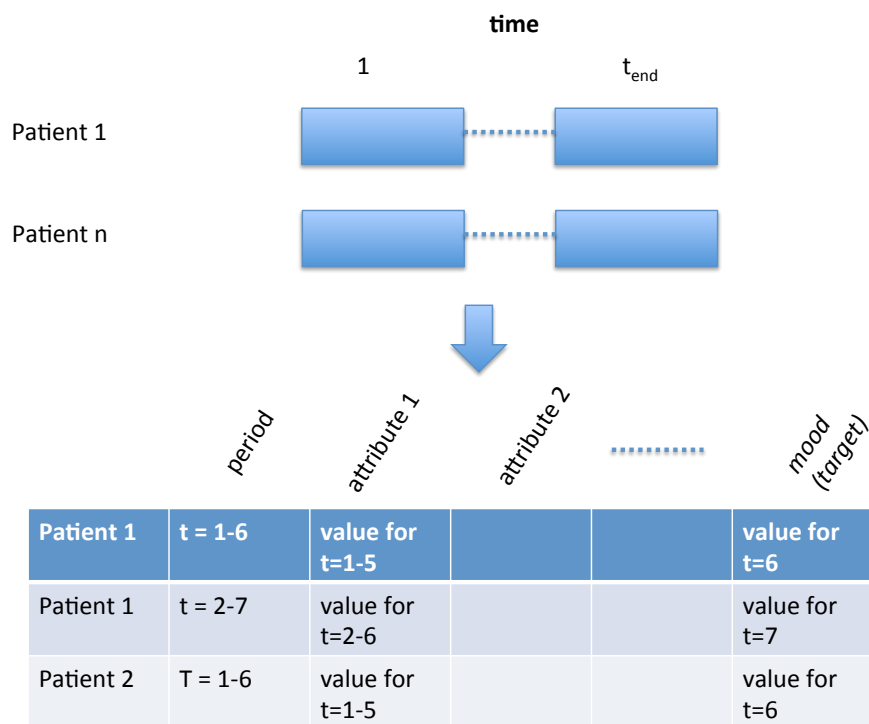 time
1 t_end
Patient 1
Patient n
period
attribute 1
attribute 2
mood
(target)
Patient 1 t = 1-6 value for value for
t=1-5 t=6
Patient 1 t = 2-7 value for value for
t=2-6 t=7
Patient 2 T = 1-6 value for value for
t=1-5 t=6